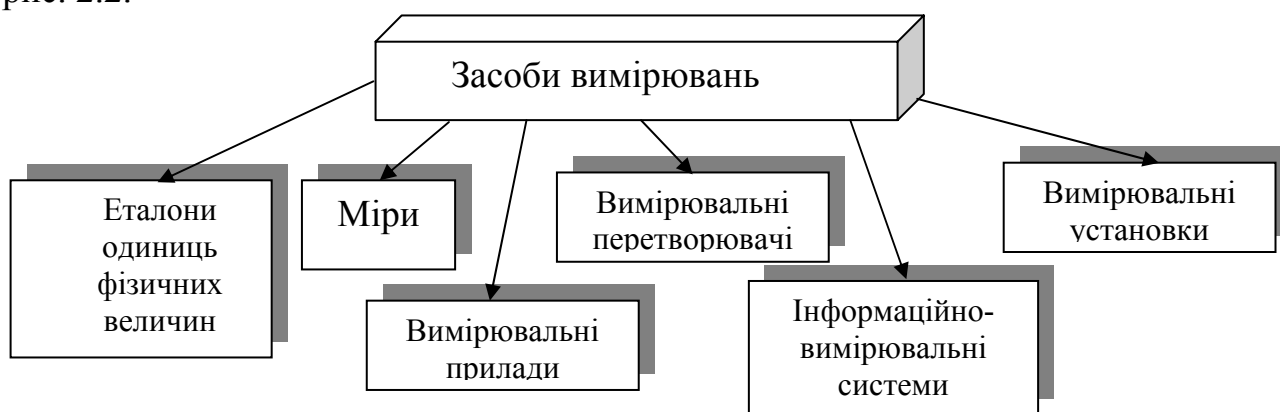 рис. 2.2.
Засоби вимірювань
Еталони
одиниць
фізичних
величин
Міри
Вимірювальні
прилади
Вимірювальні
перетворювачі
Інформаційно-
вимірювальні
системи
Вимірювальні
установки